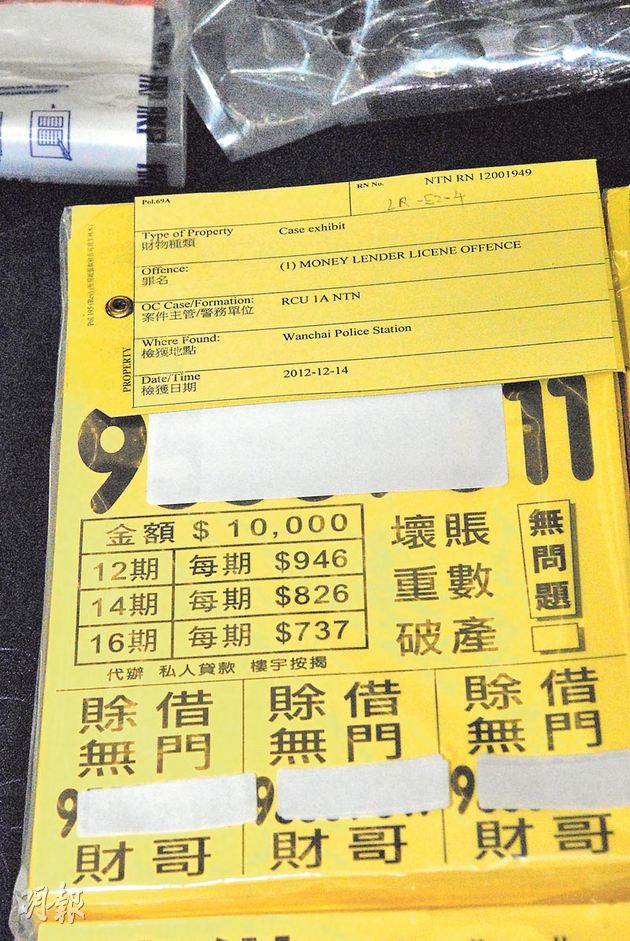 Pol.69A
RN No. NTN RN 12001949
LR-E2-4
Type of Property Case exhibit
財物種類
Offence: (1) MONEY LENDER LICENE OFFENCE
罪名
OC Case/Formation: RCU 1A NTN
案件主管/警務單位
Where Found: Wanchai Police Station
檢獲地點
Date/Time 2012-12-14
檢獲日期
PROPERTY
9 11
金額 $ 10,000
12期 每期 $946
14期 每期 $826
16期 每期 $737
代辦 私人貸款 樓宇按揭
壞賬
重數
破產
無問題
賒借 賒借 賒借
無門 無門 無門
9 9 9
財哥 財哥 財哥
明報